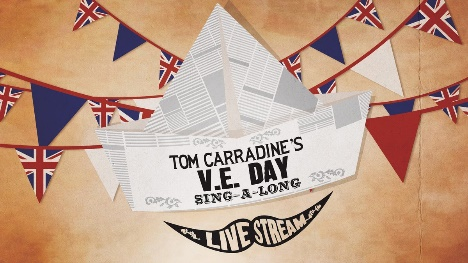 TOM CARRADINE'S
V.E. DAY
SING-A-LONG
LIVE STREAM